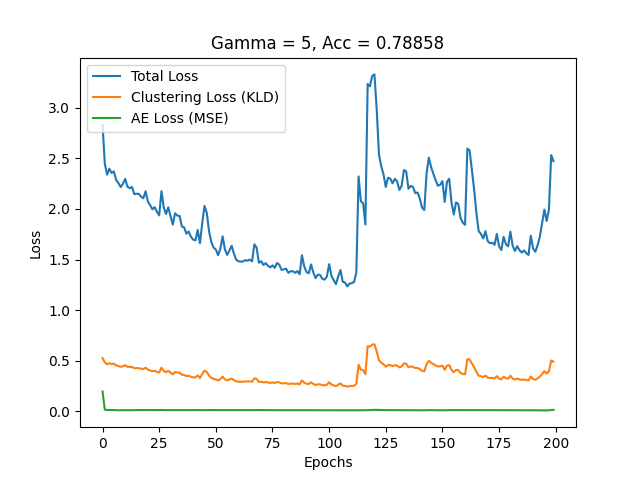 Gamma = 5, Acc = 0.78858
Total Loss
Clustering Loss (KLD)
AE Loss (MSE)
3.0
2.5
2.0
1.5
1.0
0.5
0.0
Loss
0 25 50 75 100 125 150 175 200
Epochs